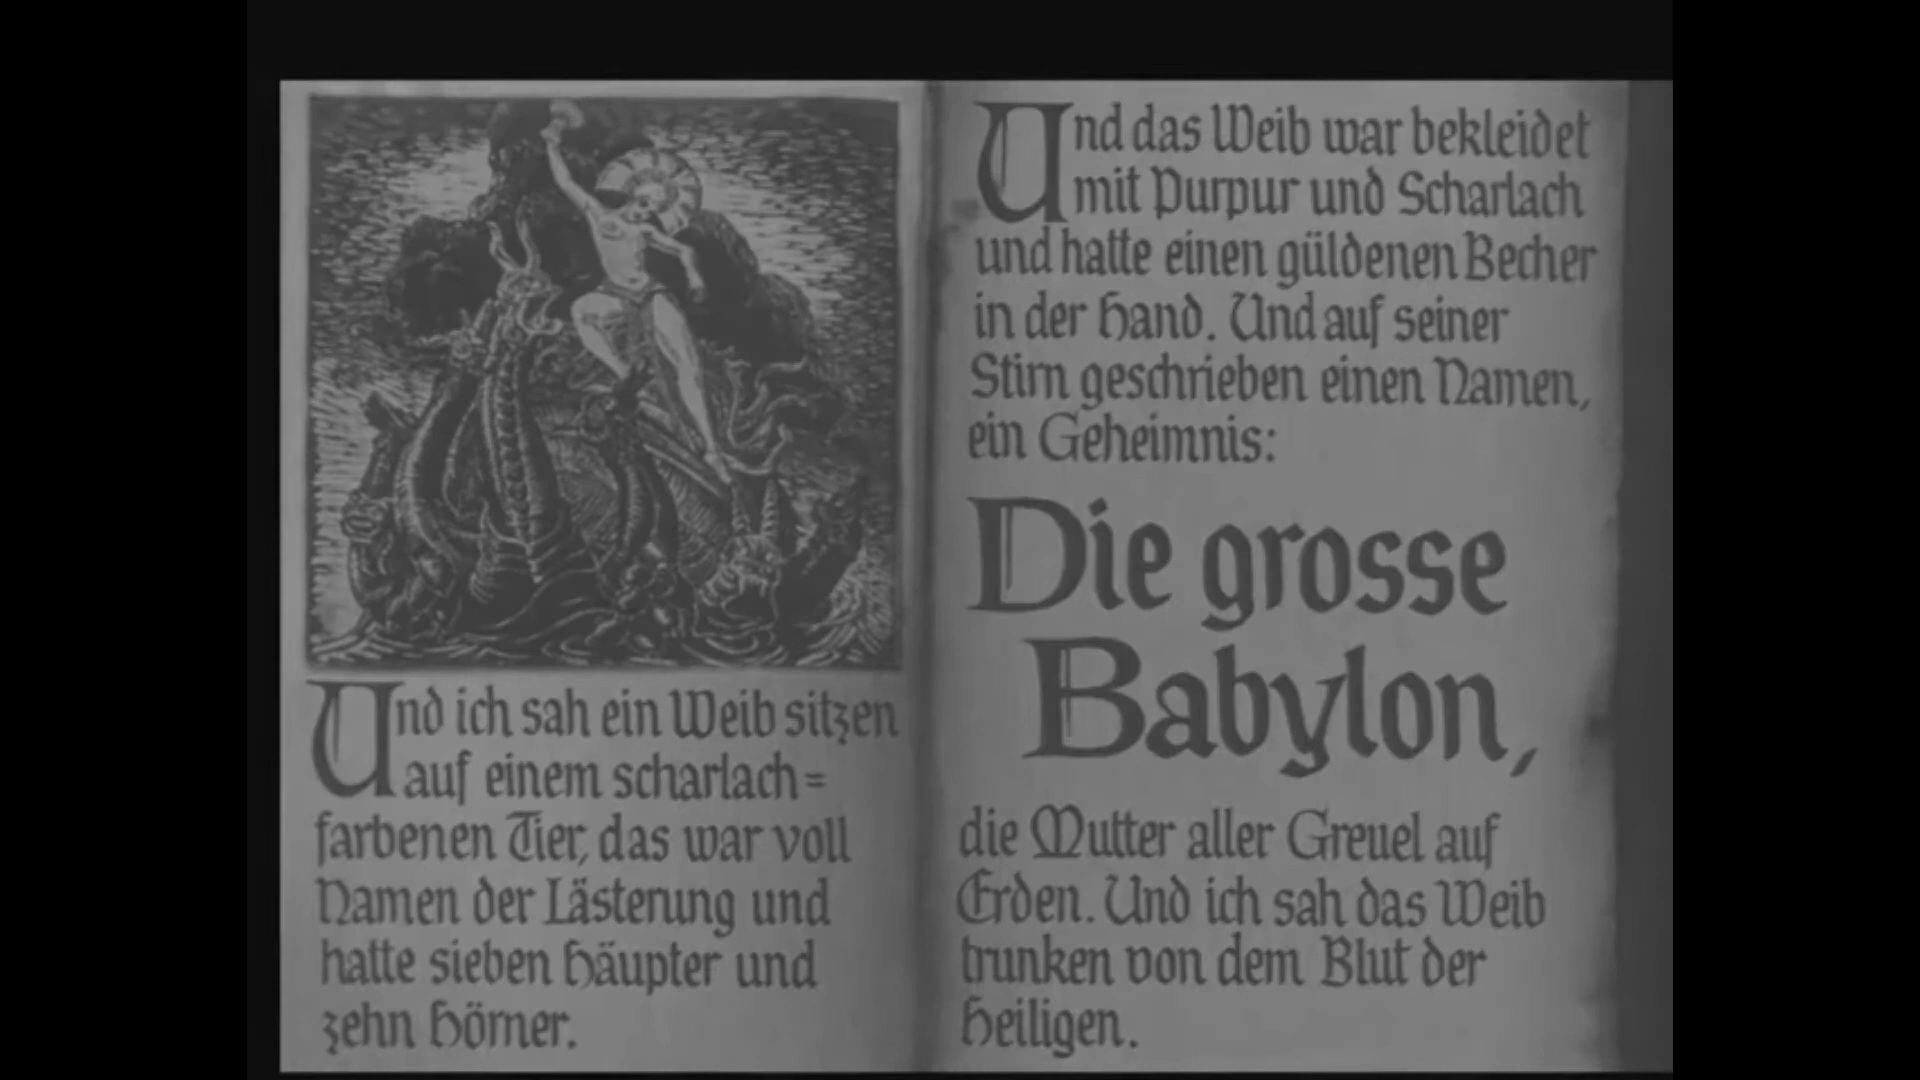 Und ich sah ein Weib sitzen
auf einem scharlach=
farbenen Tier, das war voll
Namen der Lästerung und
hatte sieben Häupter und
zehn Hörner.
Und das Weib war bekleidet
mit Purpur und Scharlach
und hatte einen güldenen Becher
in der Hand. Und auf seiner
Stirn geschrieben einen Namen,
ein Geheimnis:
Die grosse
Babylon,
die Mutter aller Greuel auf
Erden. Und ich sah das Weib
trunken von dem Blut der
Heiligen.